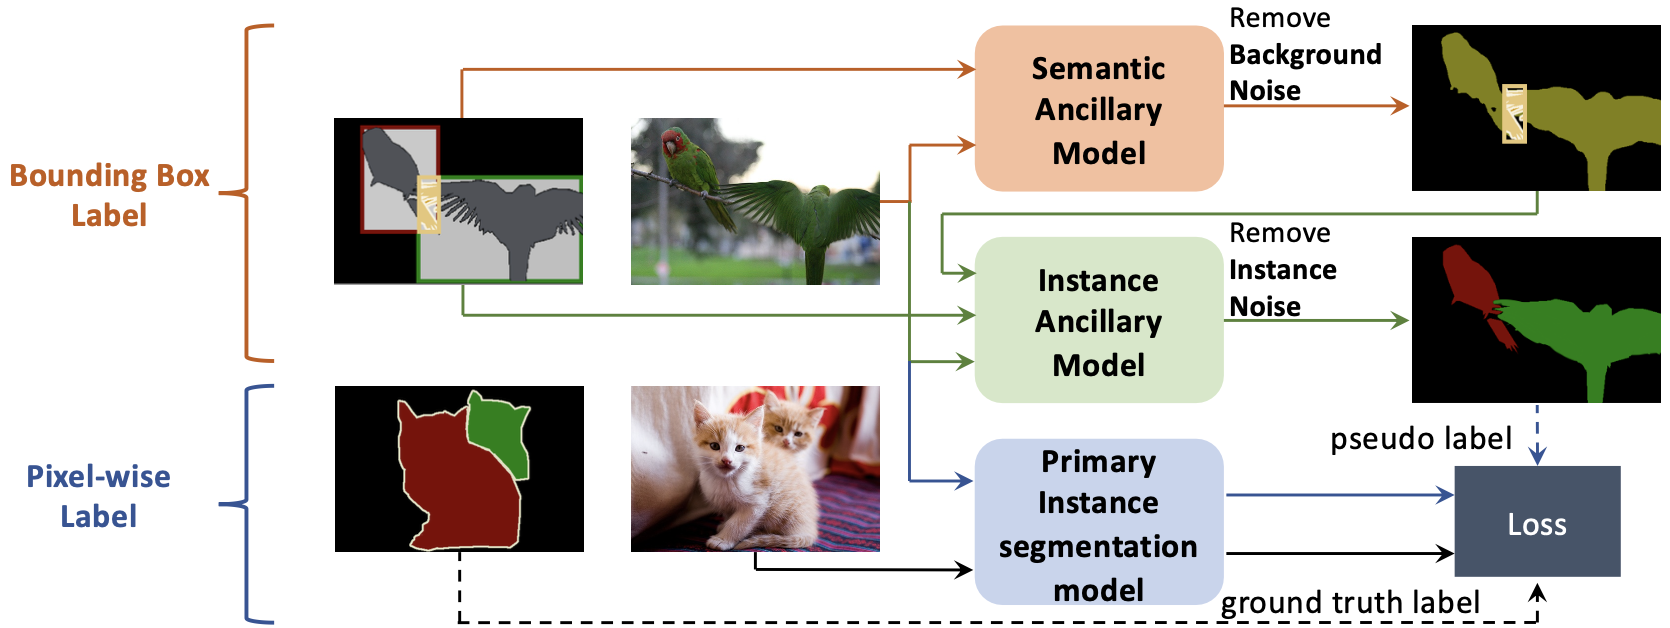 Bounding Box
Label
Pixel-wise
Label
Semantic
Ancillary
Model
Remove
Background
Noise
Instance
Ancillary
Model
Remove
Instance
Noise
Primary
Instance
segmentation
model
pseudo label
Loss
ground truth label